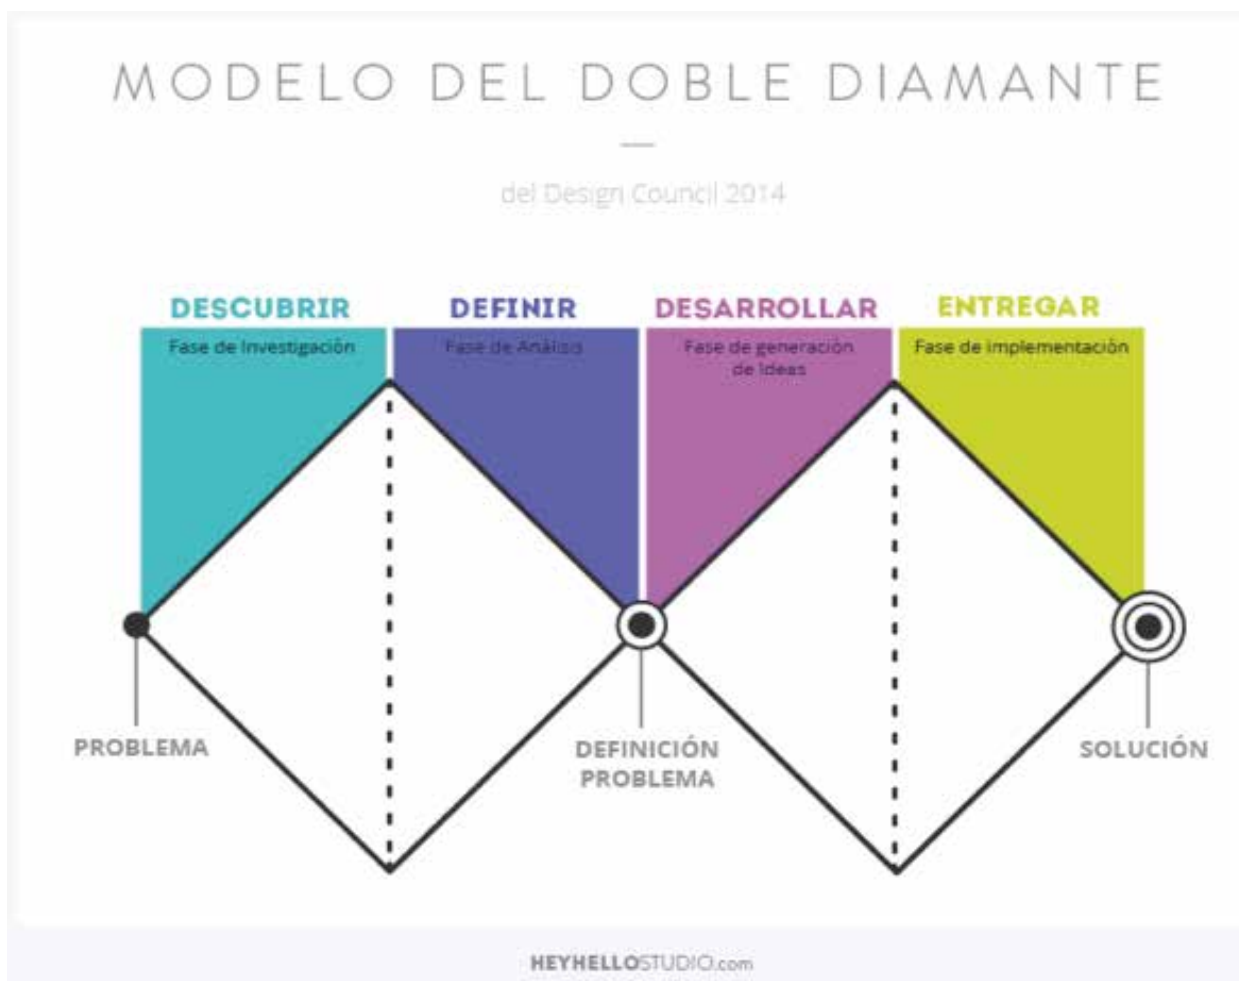 MODELO DEL DOBLE DIAMANTE
del Design Council 2014
DESCUBRIR
Fase de Investigación
DEFINIR
Fase de Análisis
DESARROLLAR
Fase de generación
de Ideas
ENTREGAR
Fase de implementación
PROBLEMA
DEFINICIÓN
PROBLEMA
SOLUCIÓN
HEYHELLOSTUDIO.com